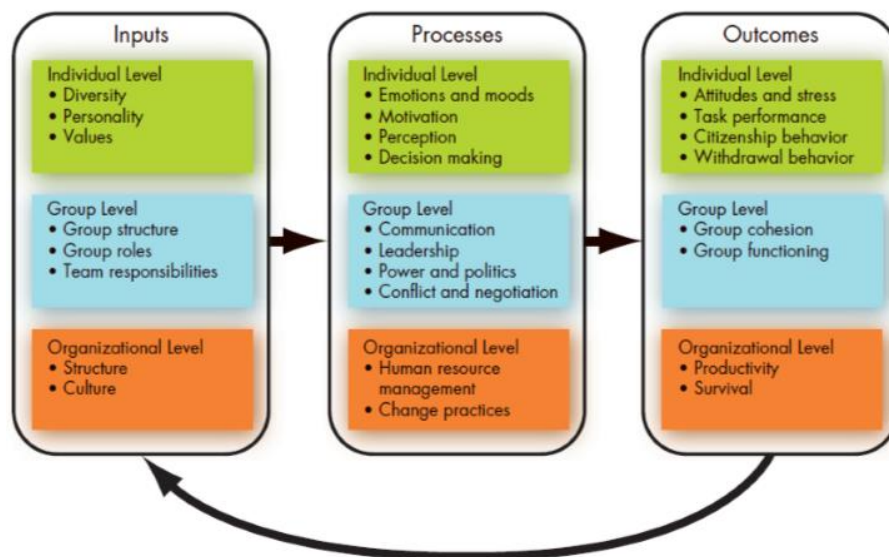 Inputs
Individual Level
• Diversity
• Personality
• Values
Group Level
• Group structure
• Group roles
• Team responsibilities
Organizational Level
• Structure
• Culture
Processes
Individual Level
• Emotions and moods
• Motivation
• Perception
• Decision making
Group Level
• Communication
• Leadership
• Power and politics
• Conflict and negotiation
Organizational Level
• Human resource
management
• Change practices
Outcomes
Individual Level
• Attitudes and stress
• Task performance
• Citizenship behavior
• Withdrawal behavior
Group Level
• Group cohesion
• Group functioning
Organizational Level
• Productivity
• Survival